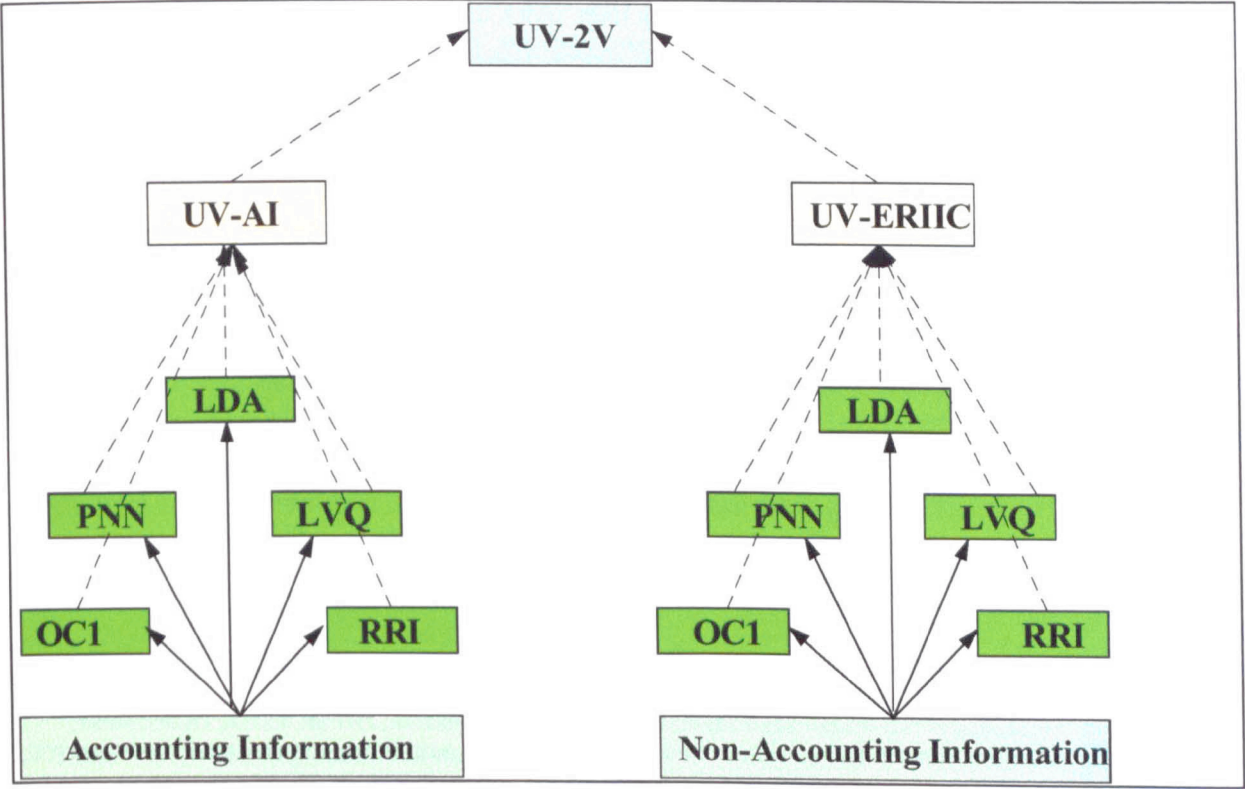 UV-2V
UV-AI
UV-ERIIC
LDA
LDA
PNN
LVQ
PNN
LVQ
OC1
RRI
OC1
RRI
Accounting Information
Non-Accounting Information